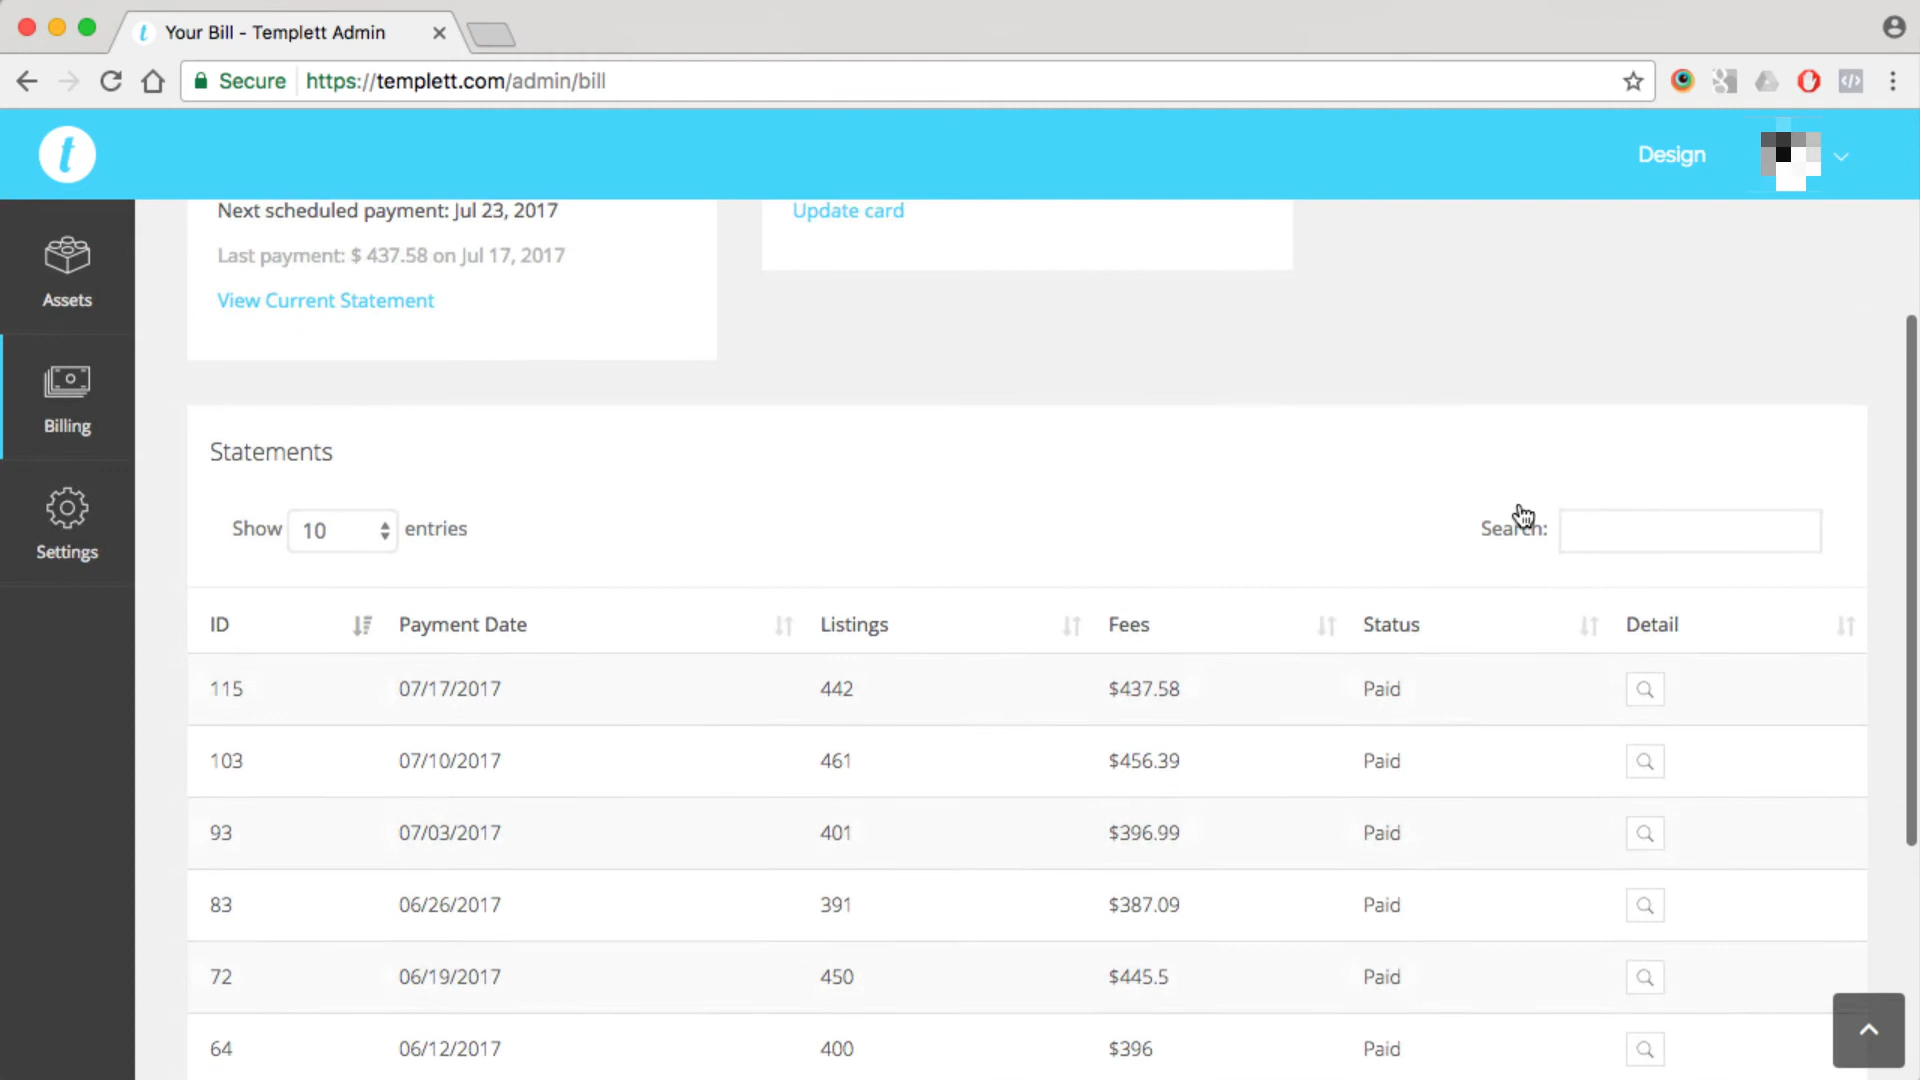 t Your Bill - Templett Admin
Secure https://templett.com/admin/bill
t Design
Next scheduled payment: Jul 23, 2017
Last payment: $ 437.58 on Jul 17, 2017
View Current Statement
Update card
Assets
Billing
Settings
Statements
Show 10 entries Search:
ID Payment Date Listings Fees Status Detail
115 07/17/2017 442 $437.58 Paid
103 07/10/2017 461 $456.39 Paid
93 07/03/2017 401 $396.99 Paid
83 06/26/2017 391 $387.09 Paid
72 06/19/2017 450 $445.5 Paid
64 06/12/2017 400 $396 Paid